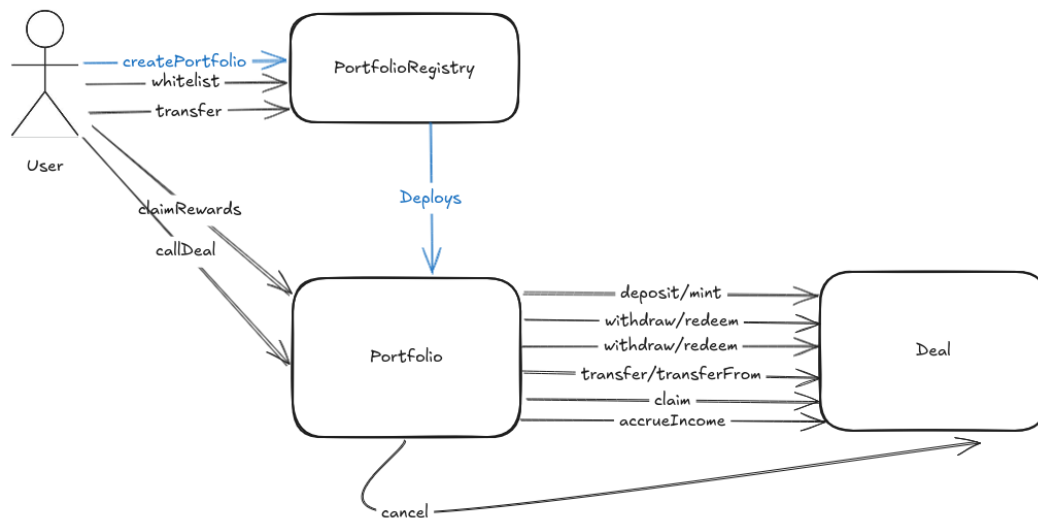 createPortfolio
whitelist
transfer
PortfolioRegistry
User
Deploys
claimRewards
callDeal
Portfolio
deposit/mint
withdraw/redeem
withdraw/redeem
transfer/transferFrom
claim
accrueIncome
Deal
cancel